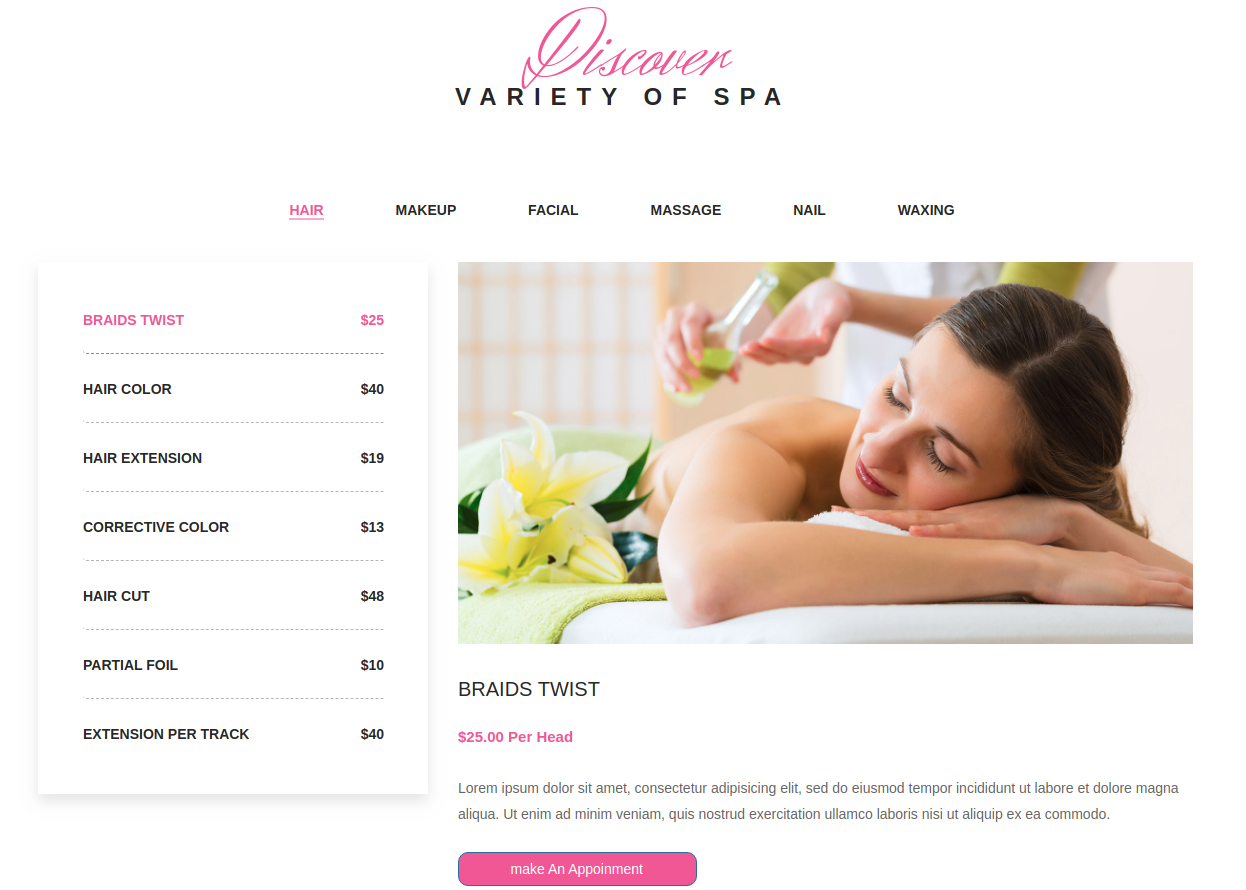 Discover
VARIETY OF SPA
HAIR MAKEUP FACIAL MASSAGE NAIL WAXING
BRAIDS TWIST $25
HAIR COLOR $40
HAIR EXTENSION $19
CORRECTIVE COLOR $13
HAIR CUT $48
PARTIAL FOIL $10
EXTENSION PER TRACK $40
BRAIDS TWIST
$25.00 Per Head
Lorem ipsum dolor sit amet, consectetur adipisicing elit, sed do eiusmod tempor incididunt ut labore et dolore magna
aliqua. Ut enim ad minim veniam, quis nostrud exercitation ullamco laboris nisi ut aliquip ex ea commodo.
make An Appoinment